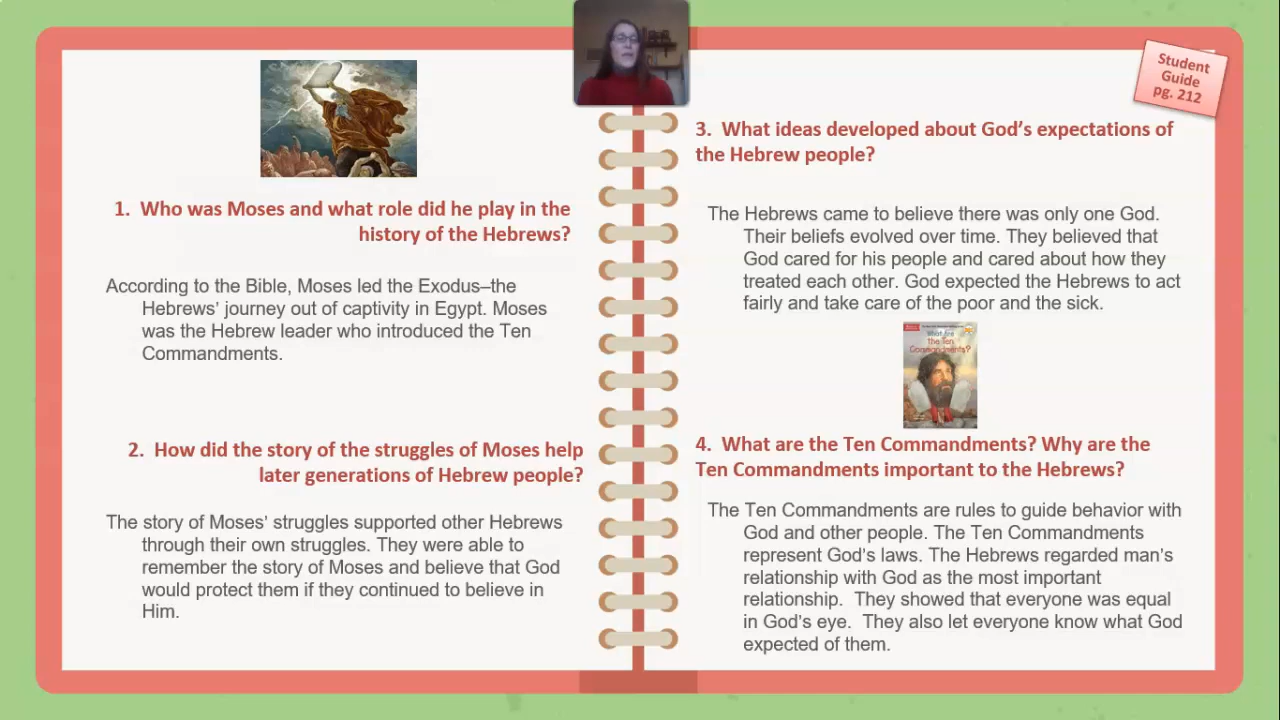 1. Who was Moses and what role did he play in the
history of the Hebrews?
According to the Bible, Moses led the Exodus–the
Hebrews' journey out of captivity in Egypt. Moses
was the Hebrew leader who introduced the Ten
Commandments.
2. How did the story of the struggles of Moses help
later generations of Hebrew people?
The story of Moses' struggles supported other Hebrews
through their own struggles. They were able to
remember the story of Moses and believe that God
would protect them if they continued to believe in
Him.
Student
Guide
pg. 212
3. What ideas developed about God's expectations of
the Hebrew people?
The Hebrews came to believe there was only one God.
Their beliefs evolved over time. They believed that
God cared for his people and cared about how they
treated each other. God expected the Hebrews to act
fairly and take care of the poor and the sick.
What are
the Ten
Commandments?
4. What are the Ten Commandments? Why are the
Ten Commandments important to the Hebrews?
The Ten Commandments are rules to guide behavior with
God and other people. The Ten Commandments
represent God's laws. The Hebrews regarded man's
relationship with God as the most important
relationship. They showed that everyone was equal
in God's eye. They also let everyone know what God
expected of them.